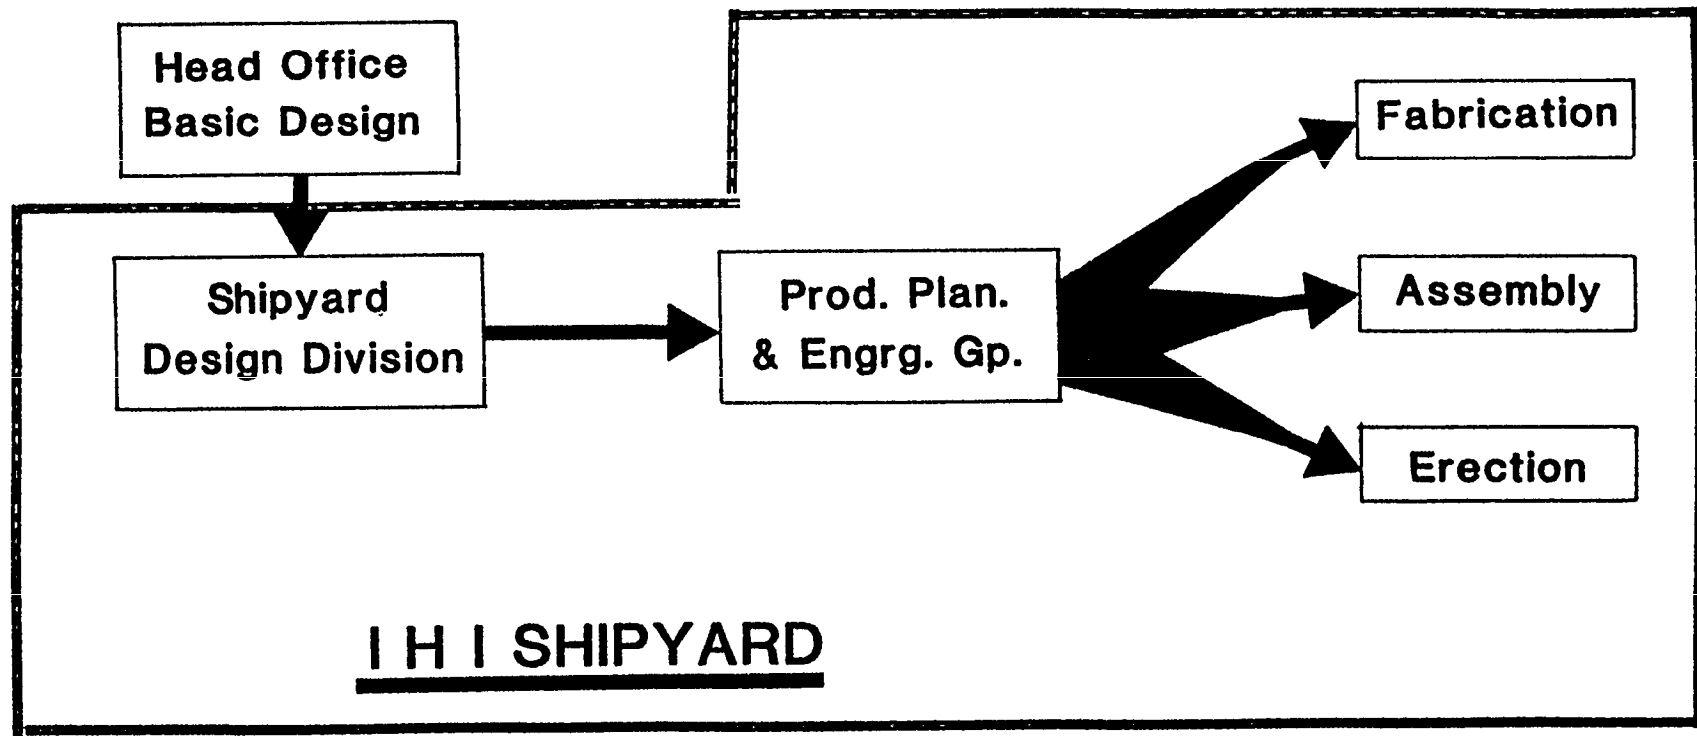 Head Office
Basic Design
Shipyard
Design Division
Prod. Plan.
& Engrg. Gp.
Fabrication
Assembly
Erection
I H I SHIPYARD